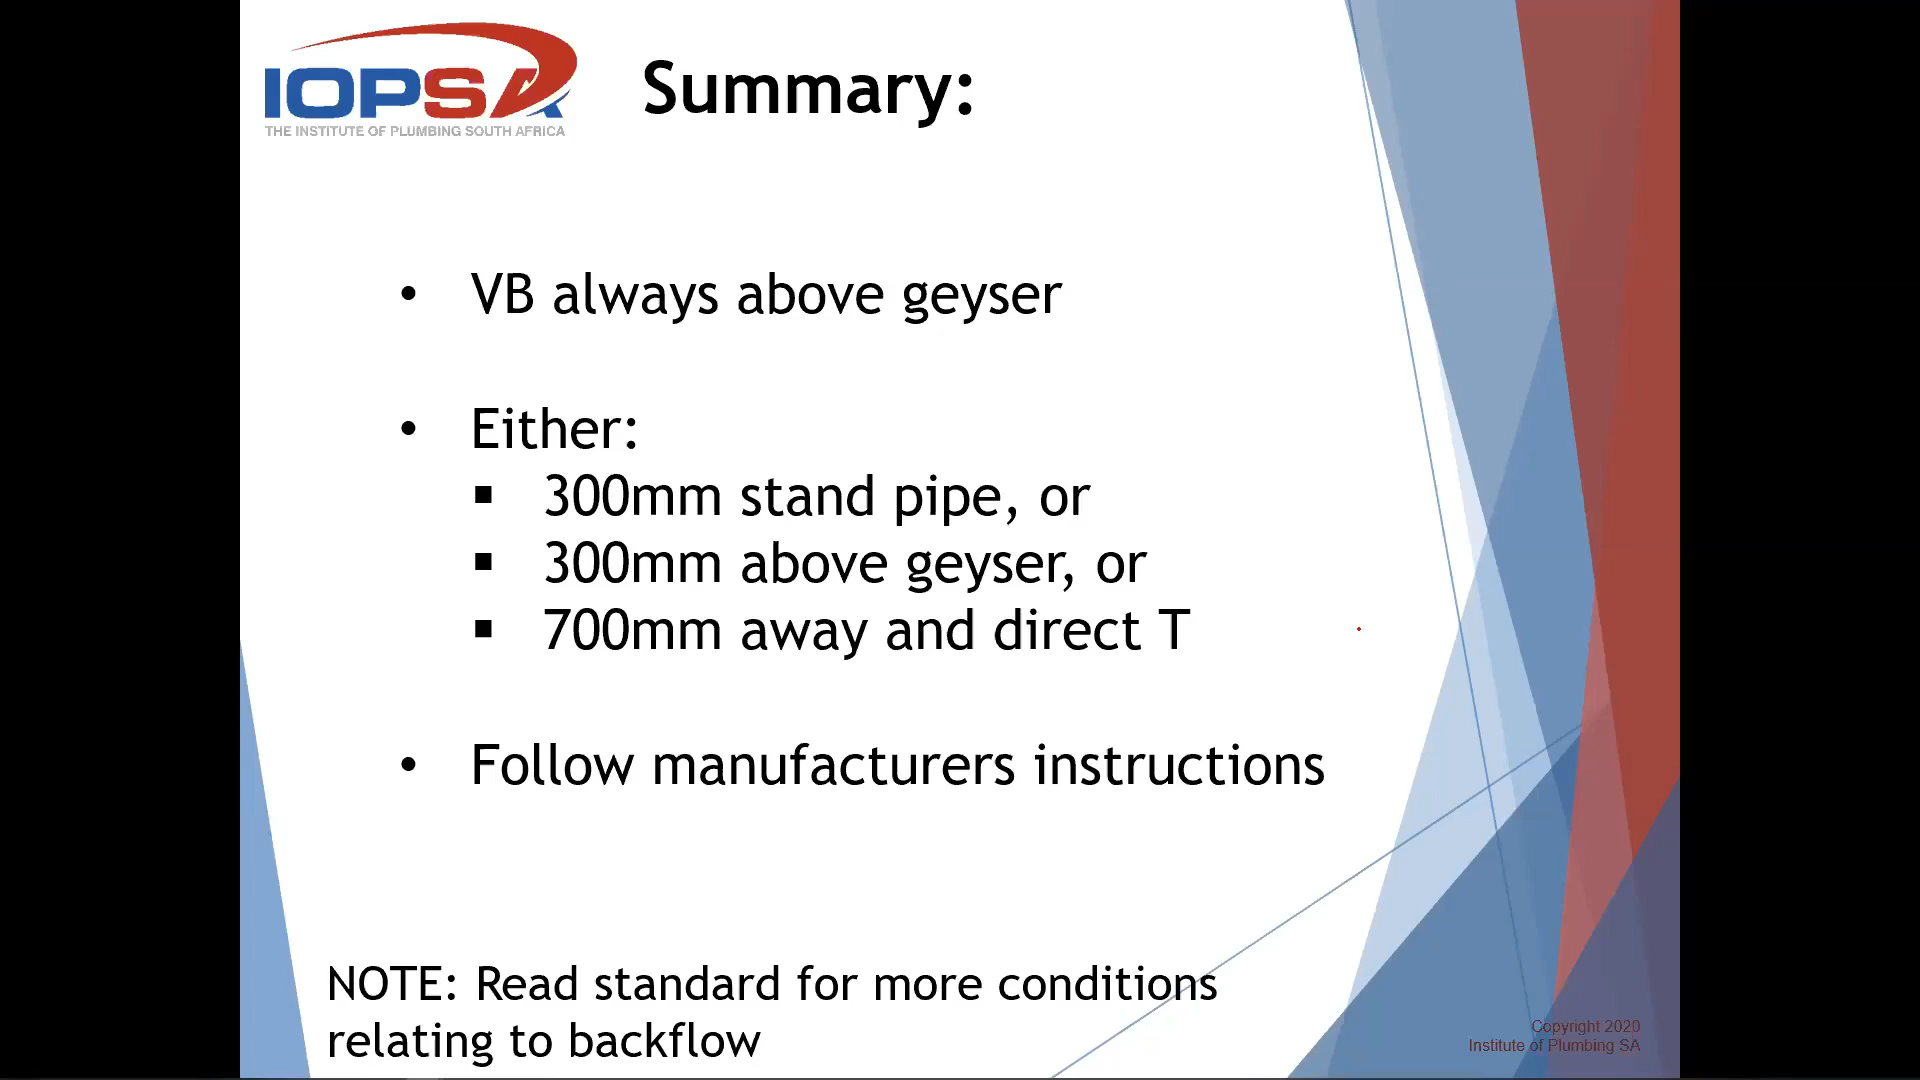 IOPSA
THE INSTITUTE OF PLUMBING SOUTH AFRICA
Summary:
• VB always above geyser
• Either:
▪ 300mm stand pipe, or
▪ 300mm above geyser, or
▪ 700mm away and direct T
• Follow manufacturers instructions
NOTE: Read standard for more conditions
relating to backflow
Copyright 2020
Institute of Plumbing SA